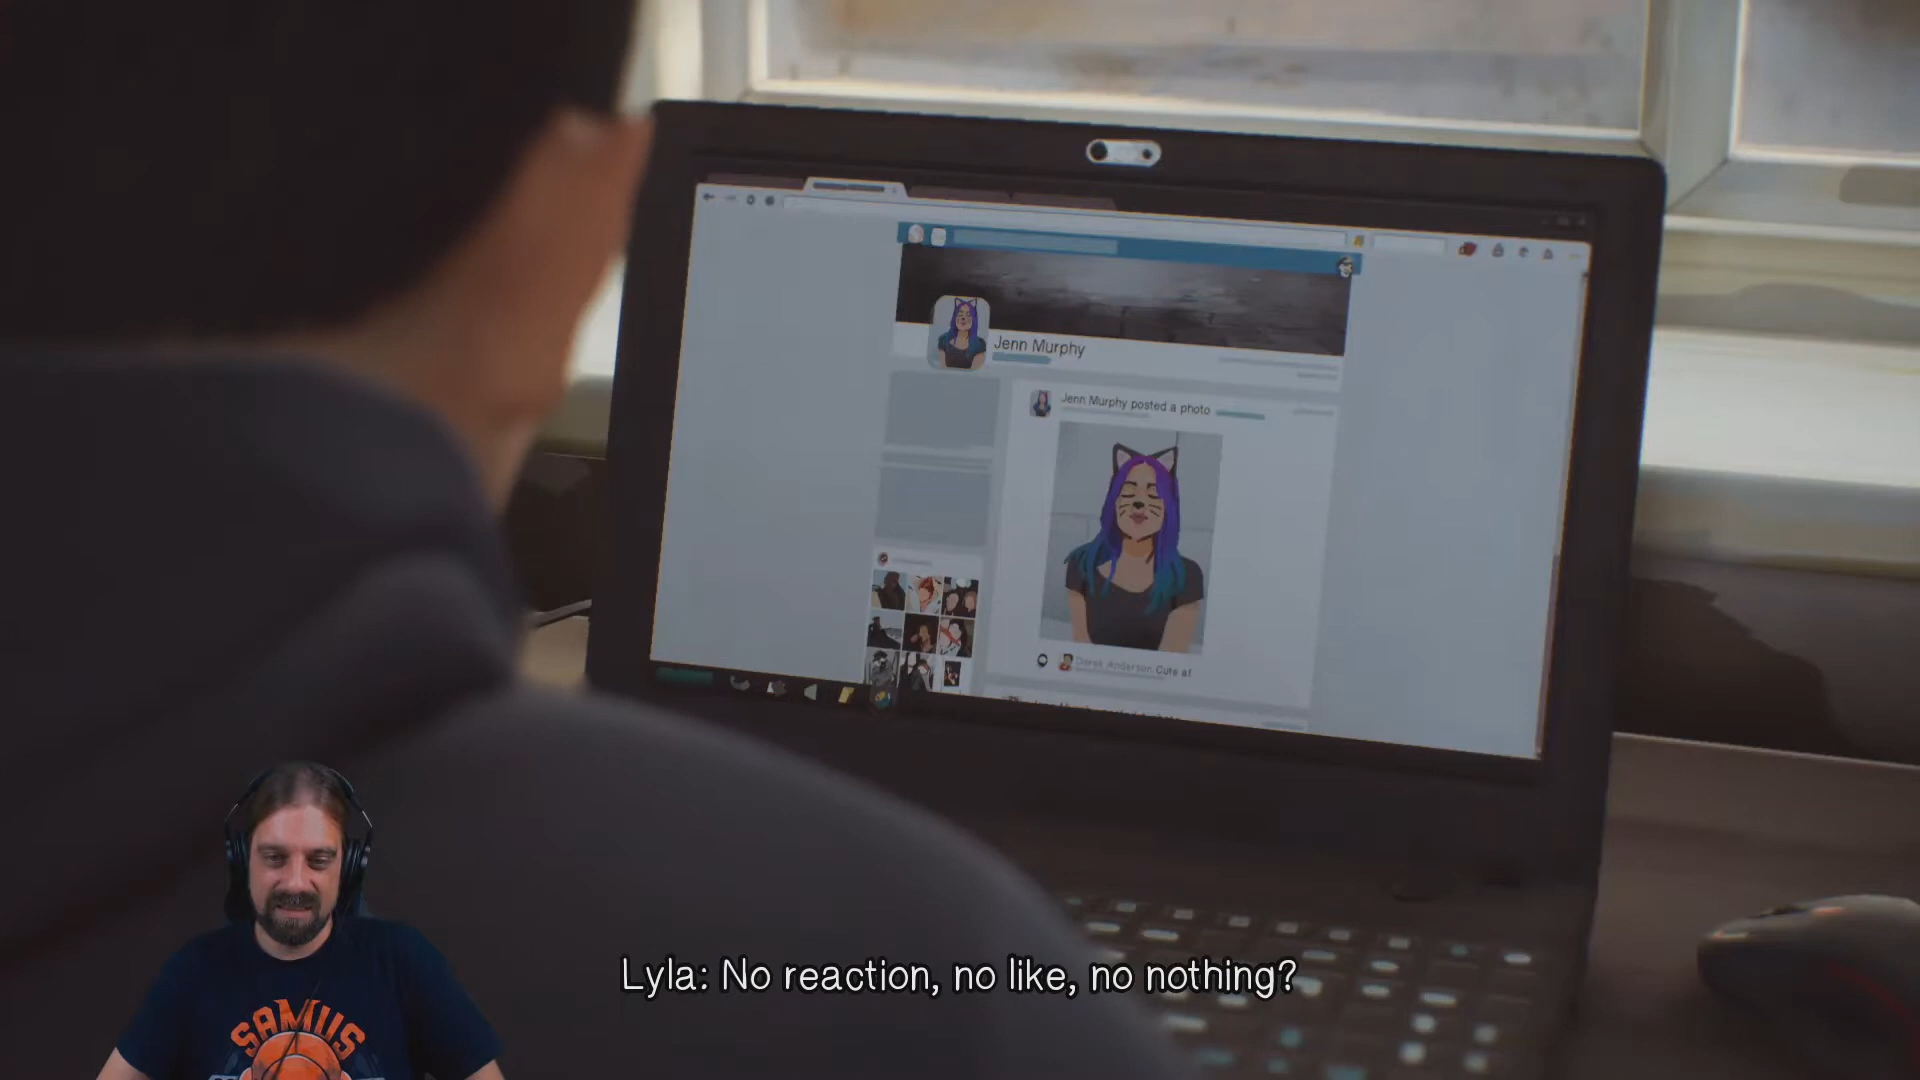 Jenn Murphy
Jenn Murphy posted a photo
Derek Anderson Cute af
Lyla: No reaction, no like, no nothing?
SAMUS